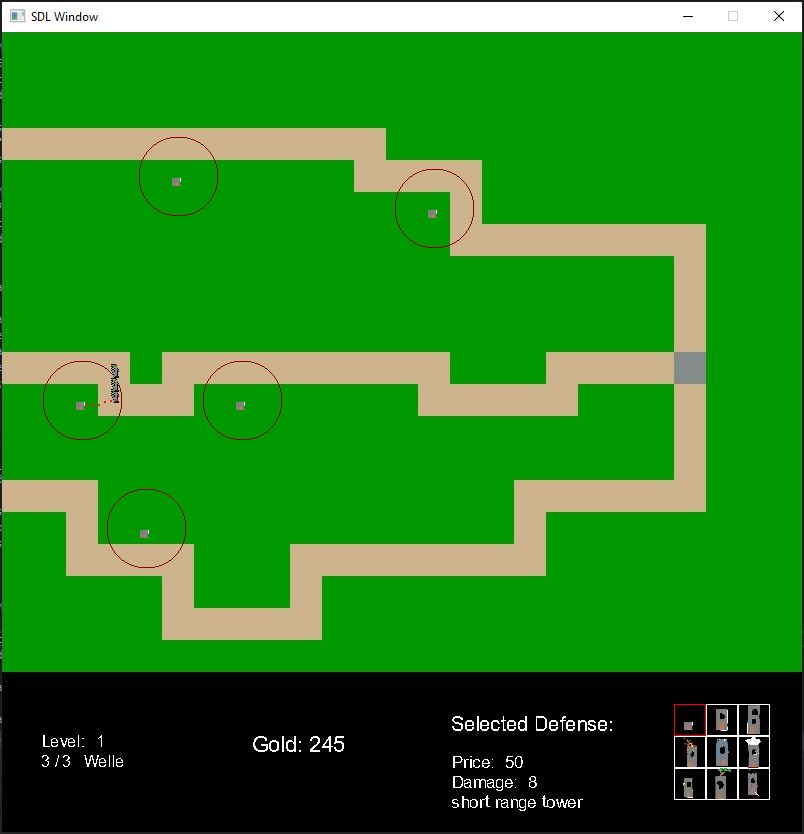 SDL Window
Level: 1
3 / 3 Welle
Gold: 245
Selected Defense:
Price: 50
Damage: 8
short range tower